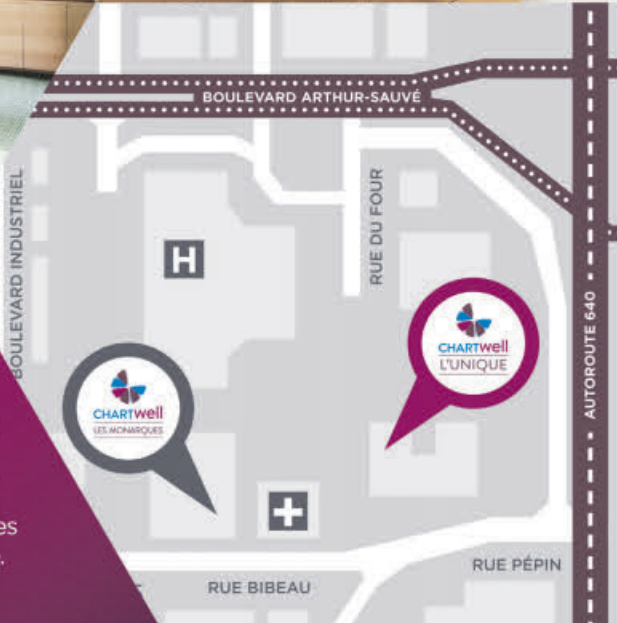 BOULEVARD ARTHUR-SAUVÉ
BOULEVARD INDUSTRIEL
RUE DU FOUR
H
CHARTwell
L'UNIQUE
AUTOROUTE 640
CHARTwell
LES MONARQUES
es
RUE PÉPIN
RUE BIBEAU